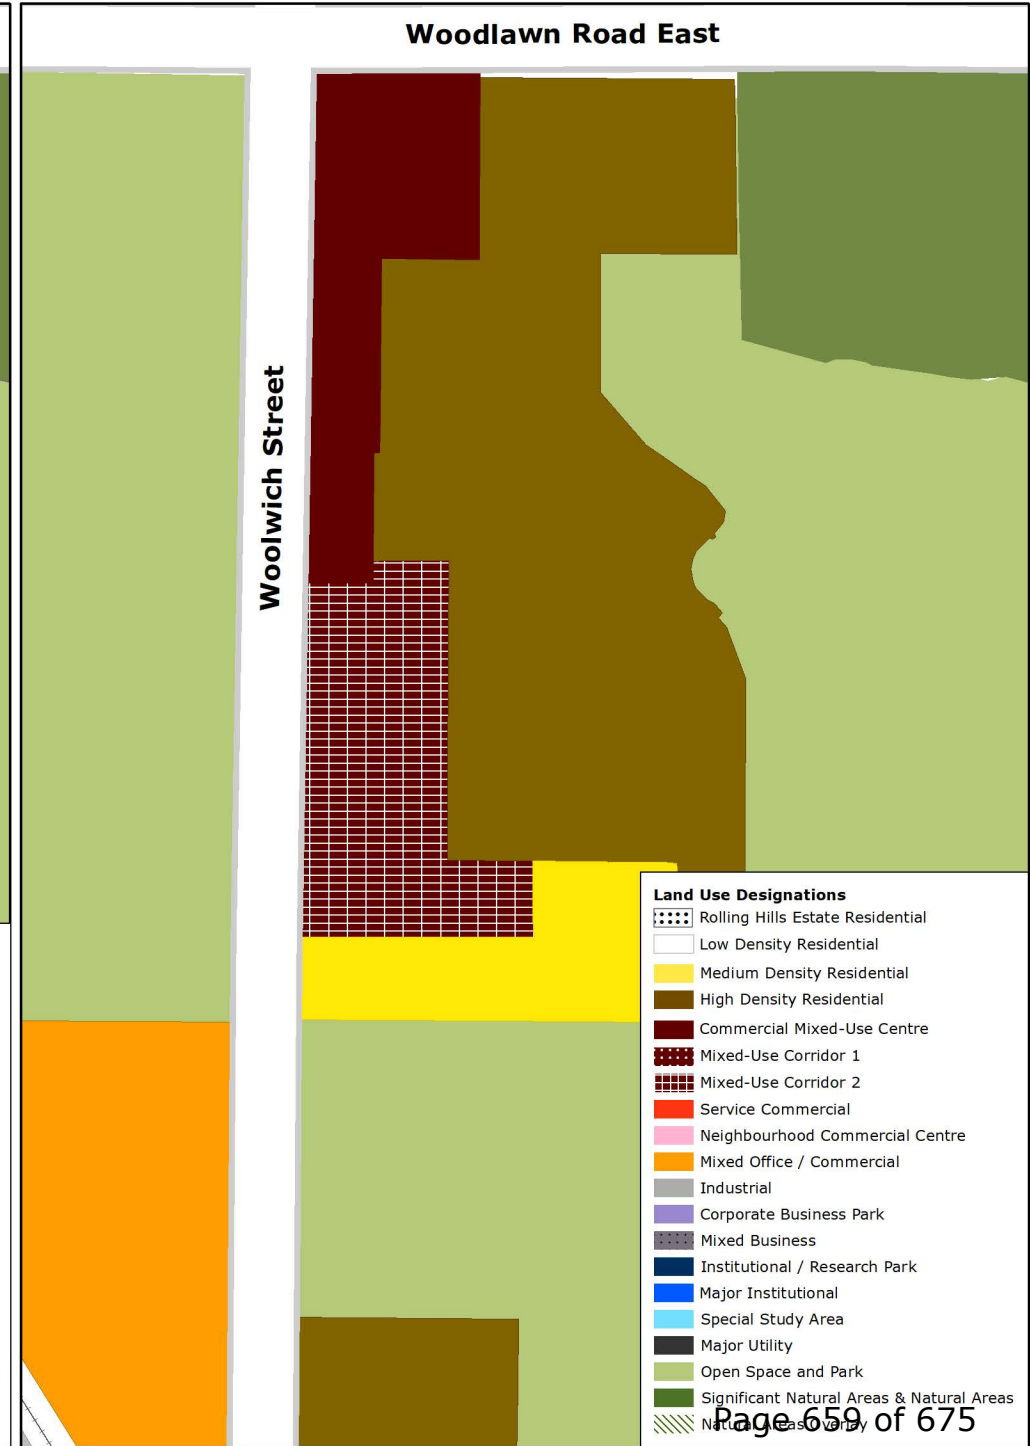 Woodlawn Road East
Woolwich Street
Land Use Designations
Rolling Hills Estate Residential
Low Density Residential
Medium Density Residential
High Density Residential
Commercial Mixed-Use Centre
Mixed-Use Corridor 1
Mixed-Use Corridor 2
Service Commercial
Neighbourhood Commercial Centre
Mixed Office / Commercial
Industrial
Corporate Business Park
Mixed Business
Institutional / Research Park
Major Institutional
Special Study Area
Major Utility
Open Space and Park
Significant Natural Areas & Natural Areas
Natural Areas Overlay
Page 659 of 675